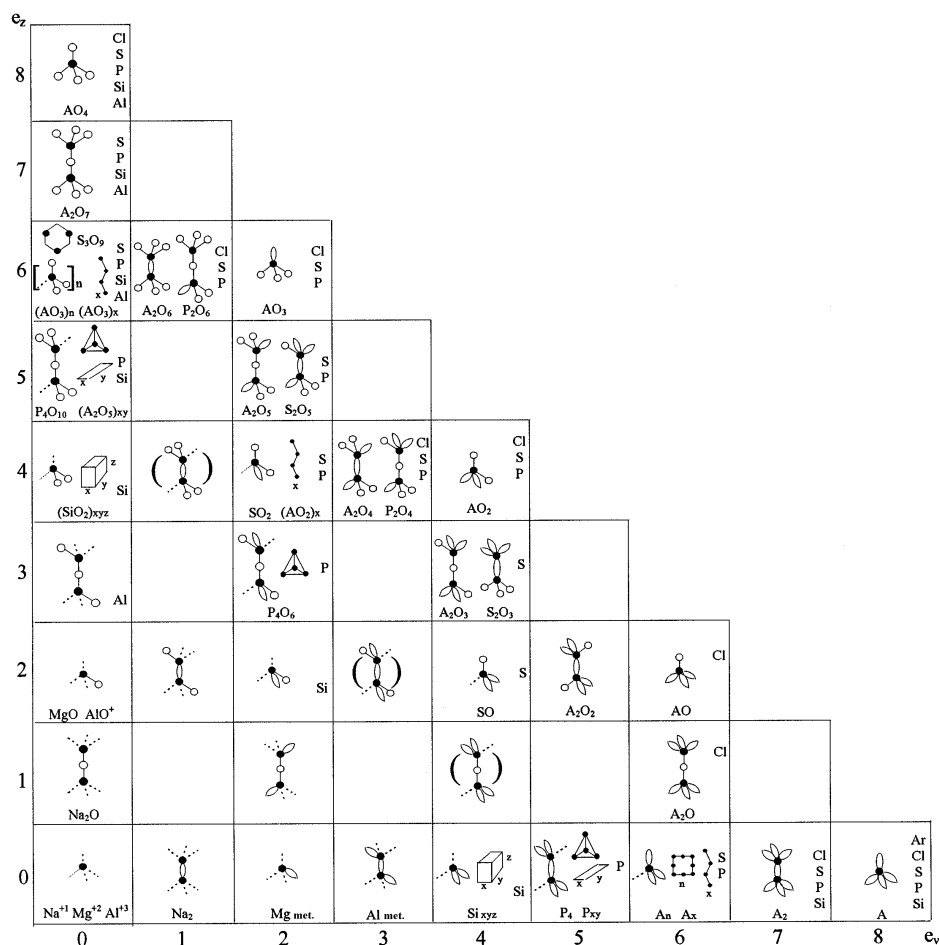 e_z
8
Cl
S
P
Si
Al
AO₄
7
S
P
Si
Al
A₂O₇
6
S₃O₉
n
x
S
P
Si
Al
(AO₃)n (AO₃)x
Cl
S
P
A₂O₆ P₂O₆
Cl
S
P
AO₃
5
x y
P
Si
P₄O₁₀ (A₂O₅)xy
S
P
A₂O₅ S₂O₅
4
x y z
Si
(SiO₂)xyz
x
S
P
SO₂ (AO₂)x
Cl
S
P
A₂O₄ P₂O₄
Cl
S
P
AO₂
3
Al
P
P₄O₆
S
A₂O₃ S₂O₃
2
MgO AlO⁺
Si
S
SO
A₂O₂
Cl
AO
1
Na₂O
Cl
A₂O
0
Na⁺¹ Mg⁺² Al⁺³
Na₂
Mg met.
Al met.
x y z
Si
Si xyz
x y
P
P₄ Pxy
n
x
S
P
An Ax
Cl
S
P
Si
A₂
Ar
Cl
S
P
Si
A
0 1 2 3 4 5 6 7 8 e_v